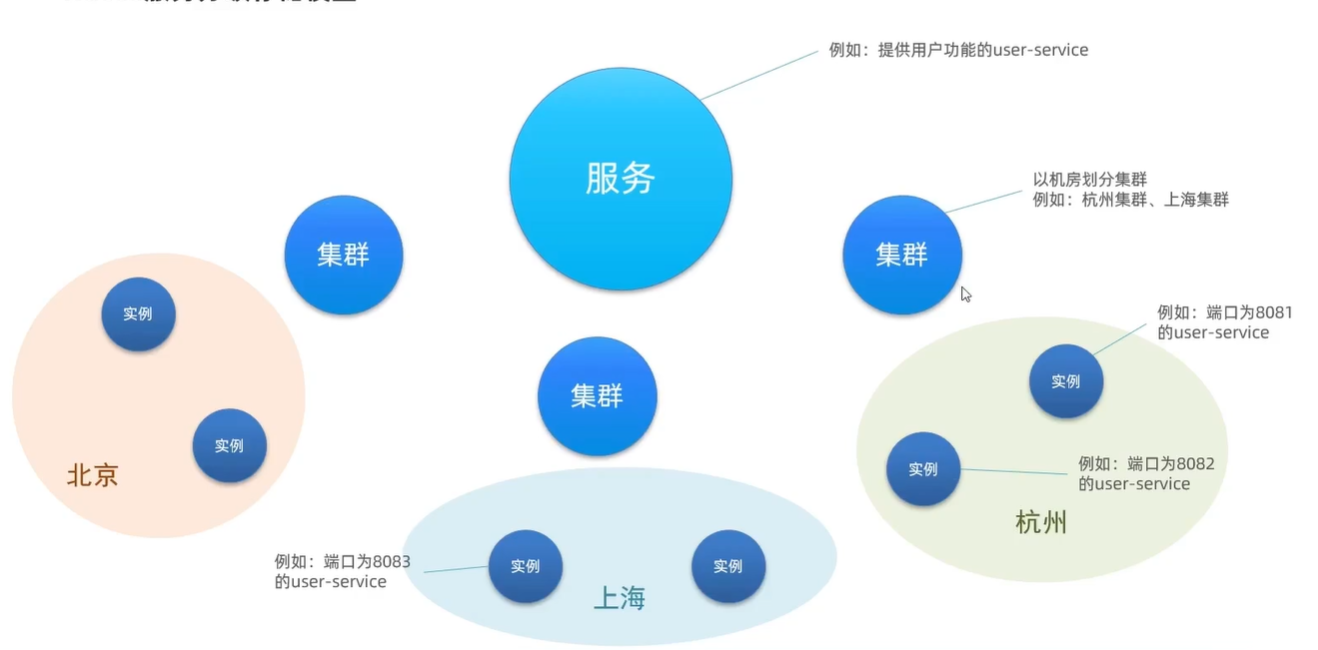 例如：提供用户功能的user-service
服务
以机房划分集群
例如：杭州集群、上海集群
集群
集群
例如：端口为8081
的user-service
实例
实例
集群
实例
实例
例如：端口为8082
的user-service
北京
杭州
例如：端口为8083
的user-service
实例
实例
上海